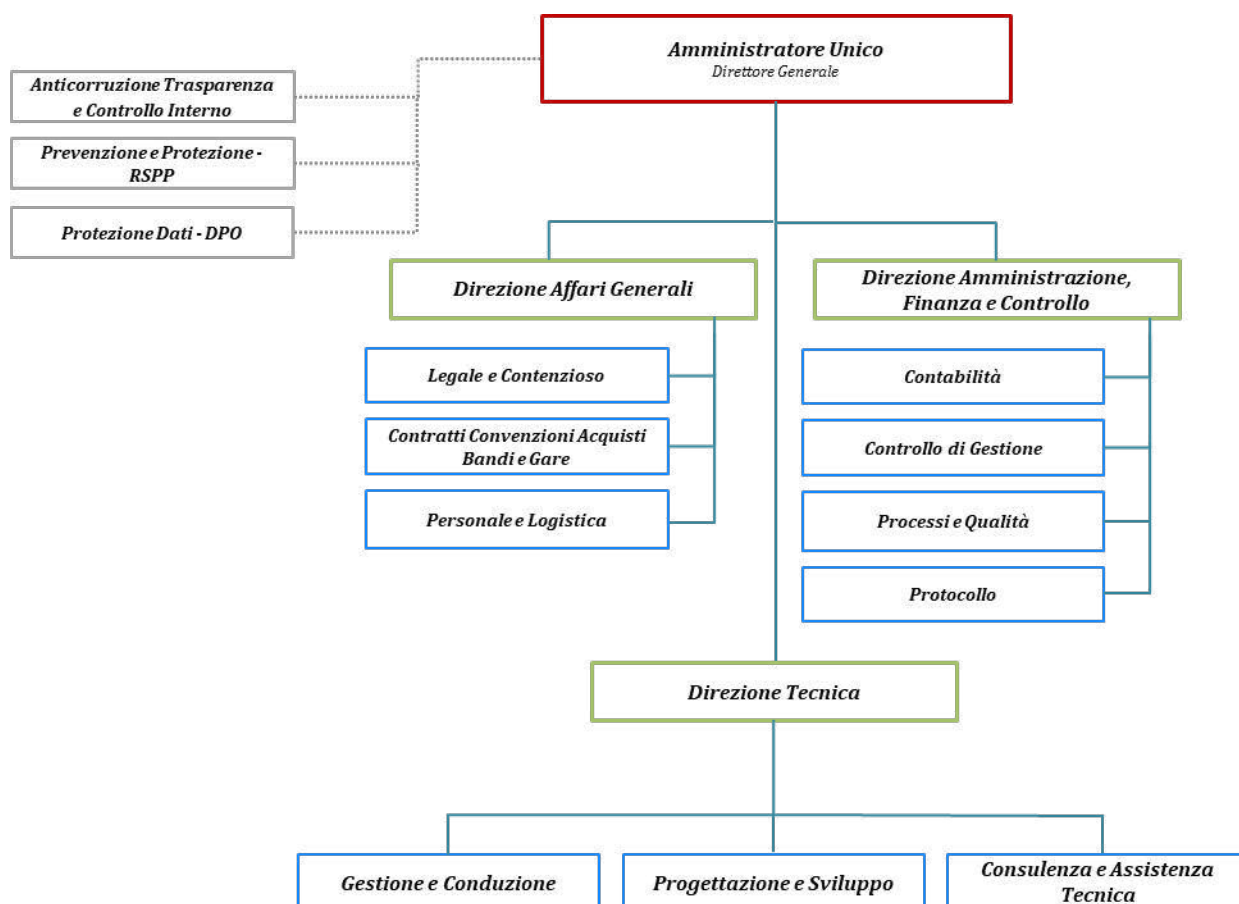 Amministratore Unico
Direttore Generale
Anticorruzione Trasparenza
e Controllo Interno
Prevenzione e Protezione -
RSPP
Protezione Dati - DPO
Direzione Affari Generali
Direzione Amministrazione,
Finanza e Controllo
Legale e Contenzioso
Contratti Convenzioni Acquisti
Bandi e Gare
Personale e Logistica
Contabilità
Controllo di Gestione
Processi e Qualità
Protocollo
Direzione Tecnica
Gestione e Conduzione
Progettazione e Sviluppo
Consulenza e Assistenza
Tecnica